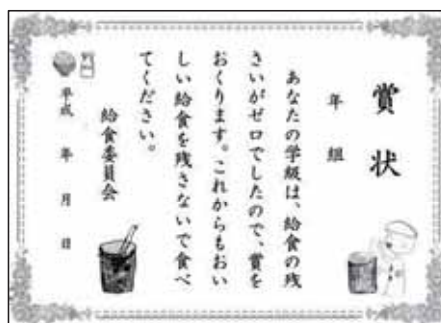 賞状
年 組
あなたの学級は、給食の残
さいがゼロでしたので、賞を
おくります。これからもおい
しい給食を残さないで食べ
てください。
給食委員会
平成 年 月 日